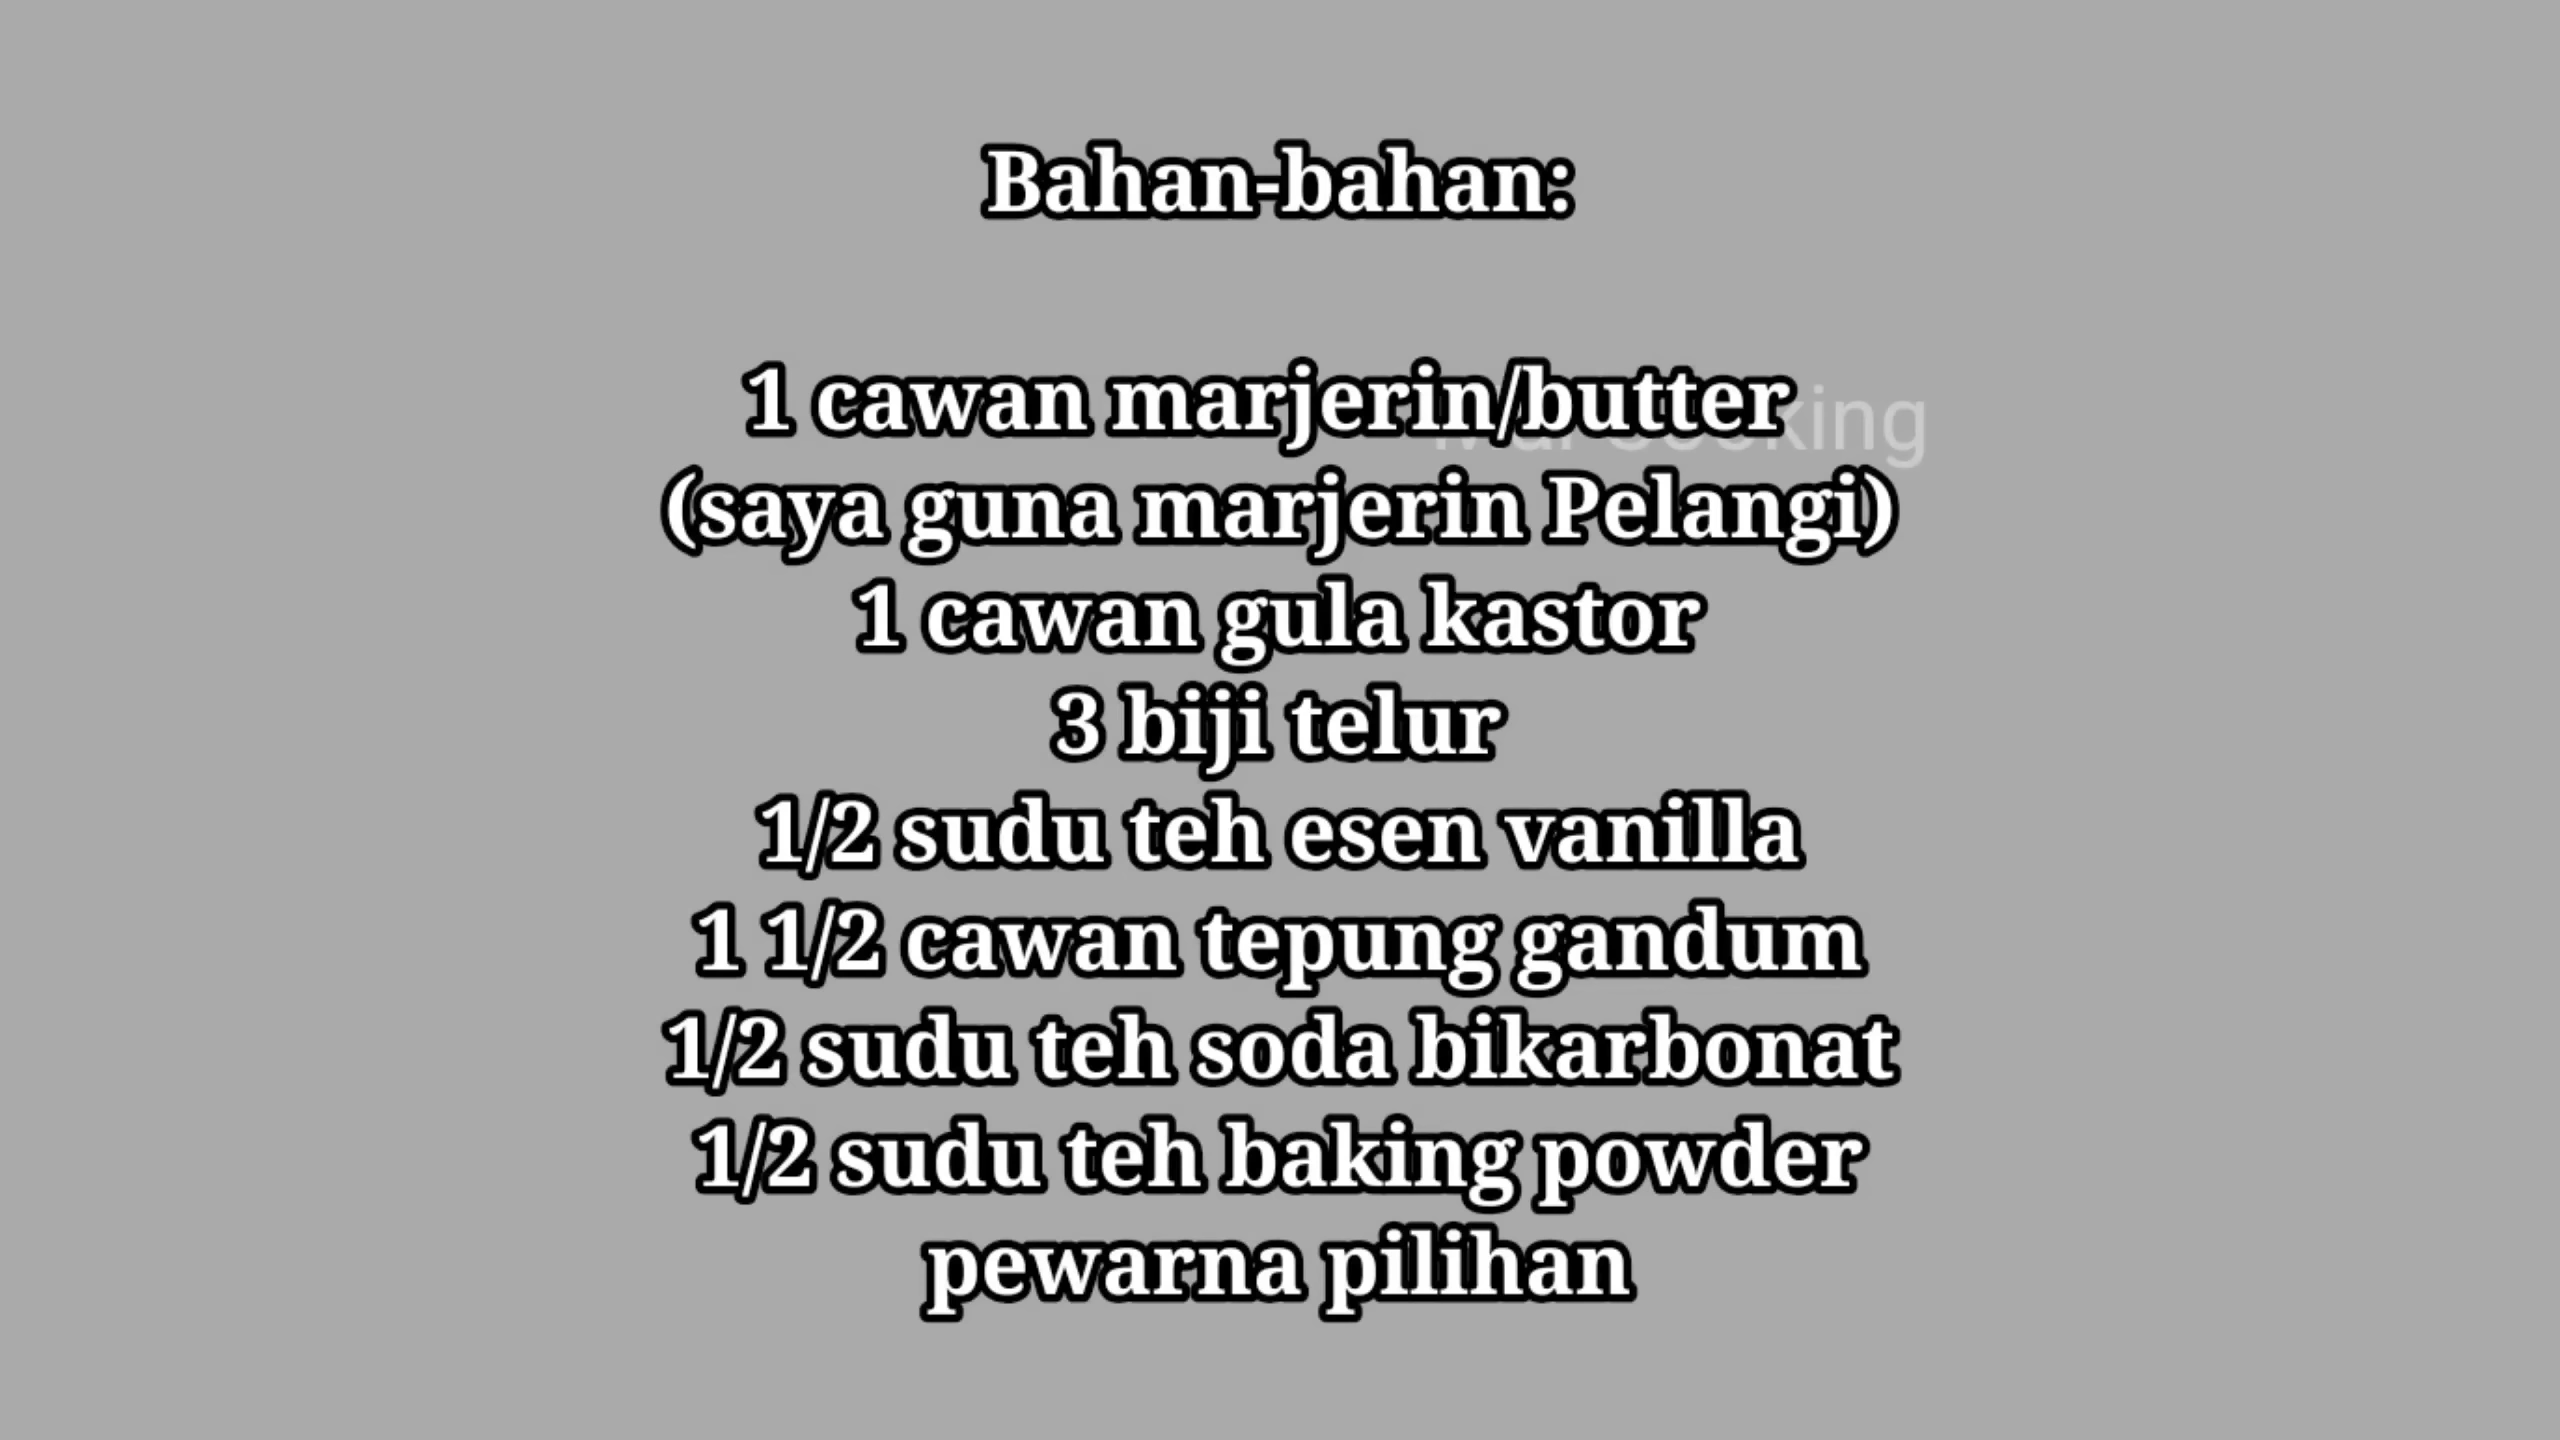 Bahan-bahan:
1 cawan marjerin/butter
(saya guna marjerin Pelangi)
1 cawan gula kastor
3 biji telur
1/2 sudu teh esen vanilla
1 1/2 cawan tepung gandum
1/2 sudu teh soda bikarbonat
1/2 sudu teh baking powder
pewarna pilihan